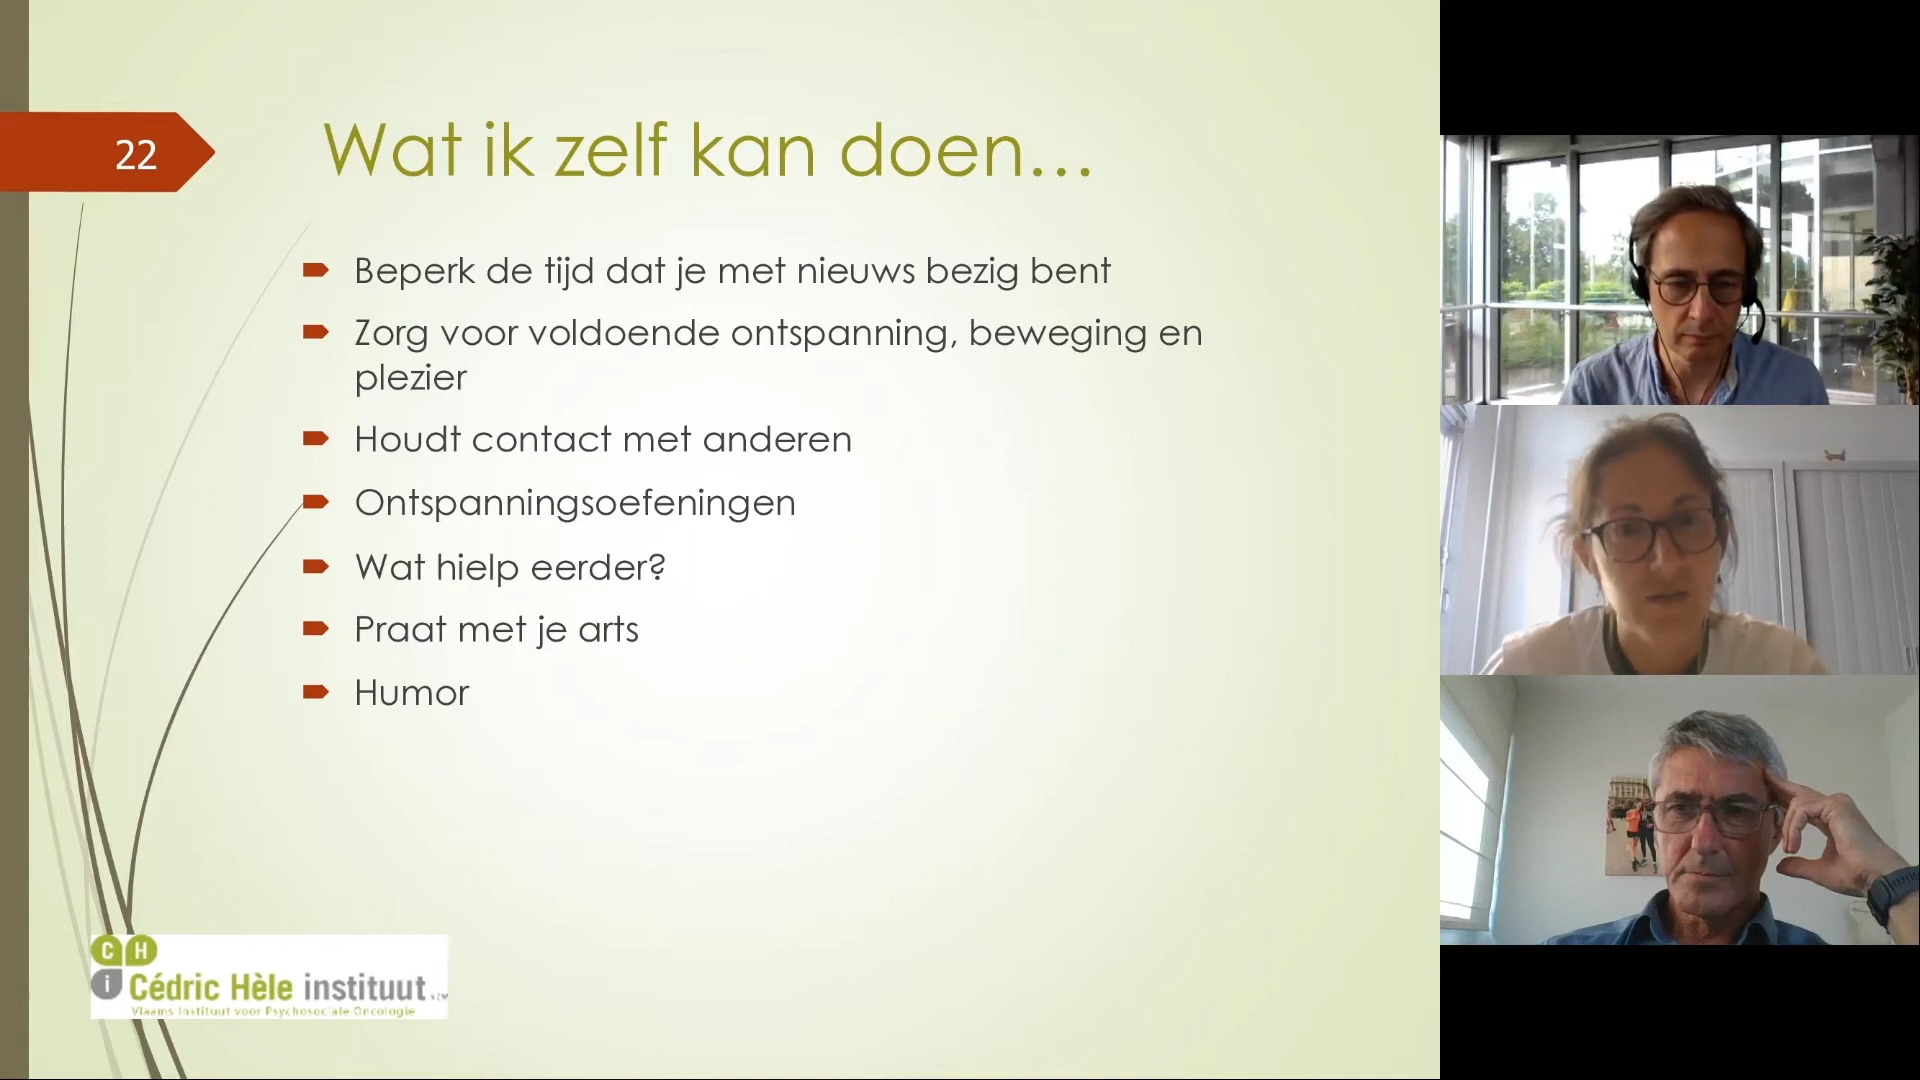 22
Wat ik zelf kan doen...
Beperk de tijd dat je met nieuws bezig bent
Zorg voor voldoende ontspanning, beweging en
plezier
Houdt contact met anderen
Ontspanningsoefeningen
Wat hielp eerder?
Praat met je arts
Humor
C H
i
Cédric Hèle instituut vzw
Vlaams Instituut voor Psychosociale Oncologie